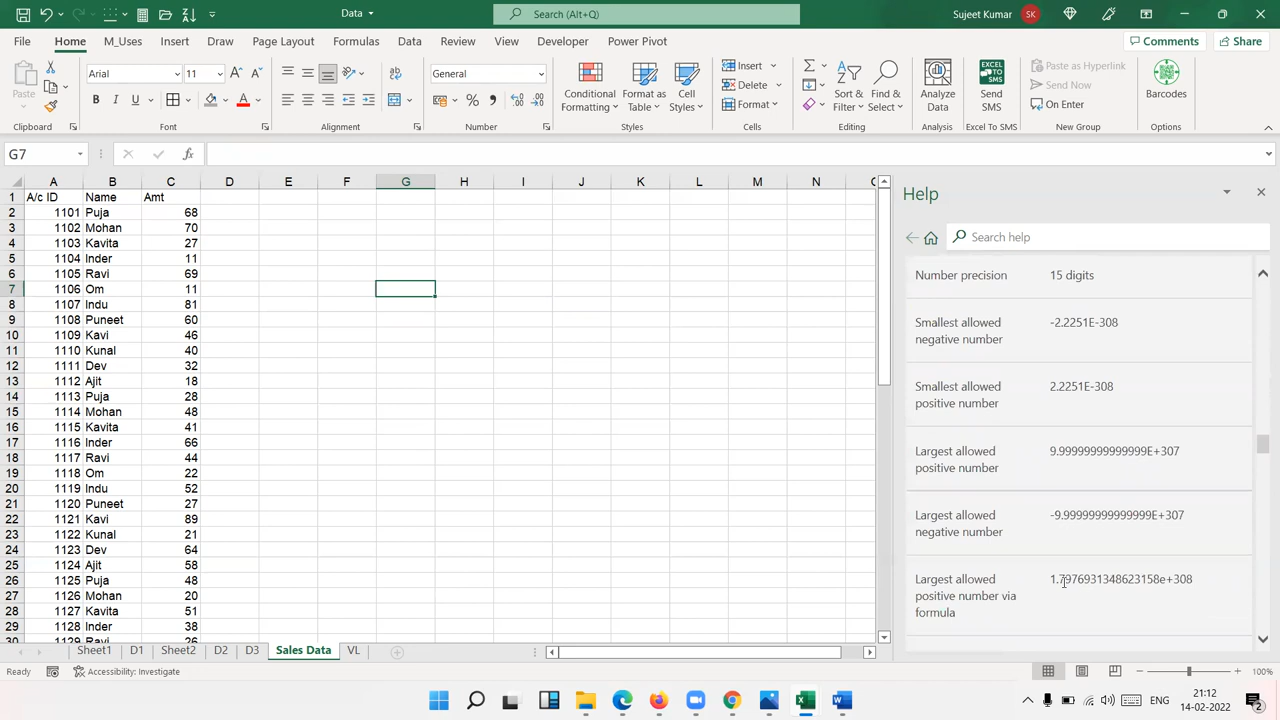 Data
Search (Alt+Q)
Sujeet Kumar SK
File Home M_Uses Insert Draw Page Layout Formulas Data Review View Developer Help Power Pivot Comments Share
Paste Arial 11 General Conditional Formatting Format as Table Cell Styles Insert Delete Format Sort & Filter Find & Select Analyze Data Send SMS Paste as Hyperlink Send Now On Enter Barcodes
Clipboard Font Alignment Number Styles Cells Editing Analysis Excel To SMS New Group Options
G7 fx
A B C D E F G H I J K L M N
1 A/c ID Name Amt
2 1101 Puja 68
3 1102 Mohan 70
4 1103 Kavita 27
5 1104 Inder 11
6 1105 Ravi 69
7 1106 Om 11
8 1107 Indu 81
9 1108 Puneet 60
10 1109 Kavi 46
11 1110 Kunal 40
12 1111 Dev 32
13 1112 Ajit 18
14 1113 Puja 28
15 1114 Mohan 48
16 1115 Kavita 41
17 1116 Inder 66
18 1117 Ravi 44
19 1118 Om 22
20 1119 Indu 52
21 1120 Puneet 27
22 1121 Kavi 89
23 1122 Kunal 21
24 1123 Dev 64
25 1124 Ajit 58
26 1125 Puja 48
27 1126 Mohan 20
28 1127 Kavita 51
29 1128 Inder 38
30 1129 Ravi 26
Help
Search help
Number precision 15 digits
Smallest allowed -2.2251E-308
negative number
Smallest allowed 2.2251E-308
positive number
Largest allowed 9.99999999999999E+307
positive number
Largest allowed -9.99999999999999E+307
negative number
Largest allowed 1.7976931348623158e+308
positive number via
formula
Sheet1 D1 Sheet2 D2 D3 Sales Data VL
Ready Accessibility: Investigate 100%
ENG 21:12
14-02-2022 2